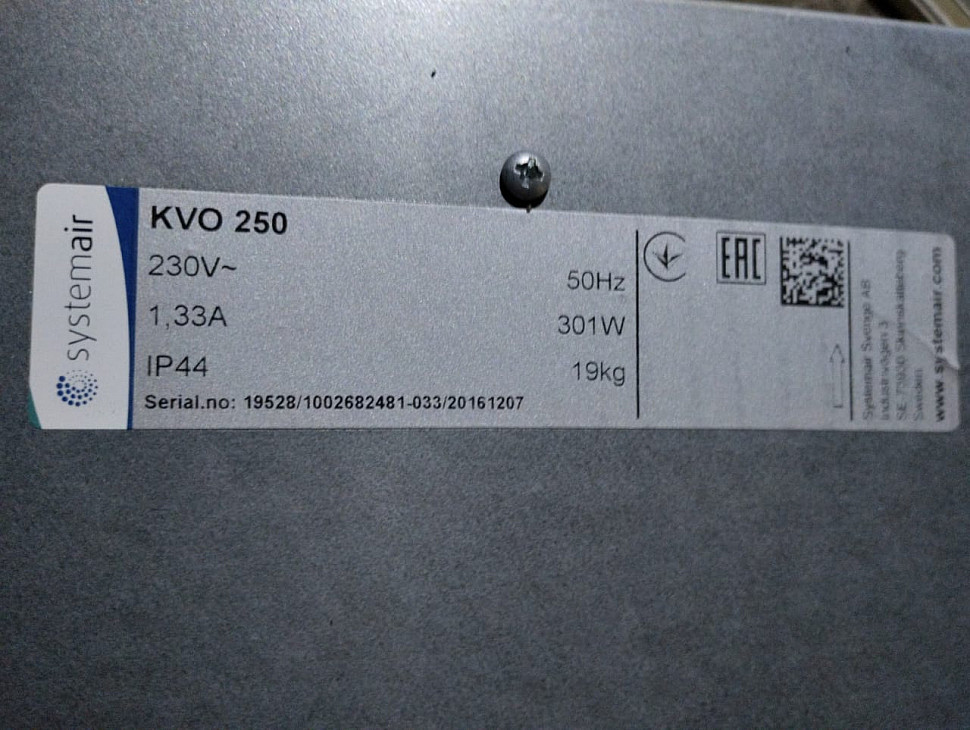 systemair
KVO 250
230V~
50Hz
1,33A
301W
IP44
19kg
Serial.no: 19528/1002682481-033/20161207
EAC
Systemair Sverige AB
Industrivägen 3
SE-73930 Skinnskatteberg
Sweden
www.systemair.com